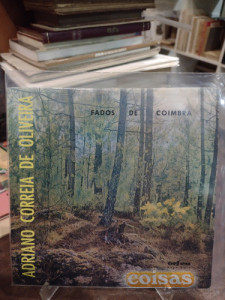 FADOS DE COIMBRA
ADRIANO CORREIA DE OLIVEIRA
coisas